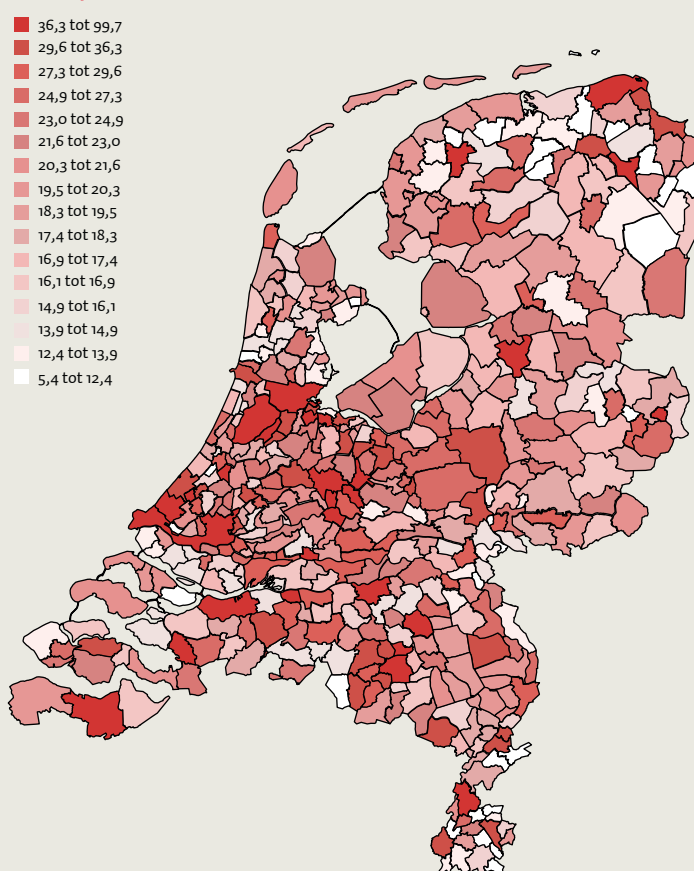 36,3 tot 99,7
29,6 tot 36,3
27,3 tot 29,6
24,9 tot 27,3
23,0 tot 24,9
21,6 tot 23,0
20,3 tot 21,6
19,5 tot 20,3
18,3 tot 19,5
17,4 tot 18,3
16,9 tot 17,4
16,1 tot 16,9
14,9 tot 16,1
13,9 tot 14,9
12,4 tot 13,9
5,4 tot 12,4